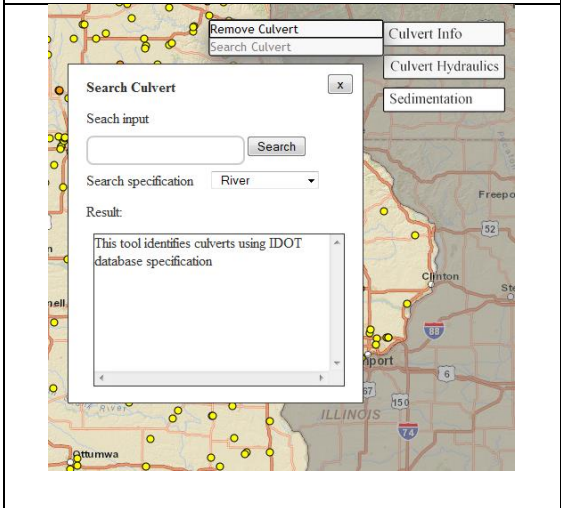 Remove Culvert
Search Culvert
Culvert Info
Culvert Hydraulics
Sedimentation
Search Culvert
x
Seach input
Search
Search specification River
Result:
This tool identifies culverts using IDOT
database specification
Freepo
52
Clinton
Ste
nell
88
port
6
67
150
River
ILLINOIS
74
Ottumwa